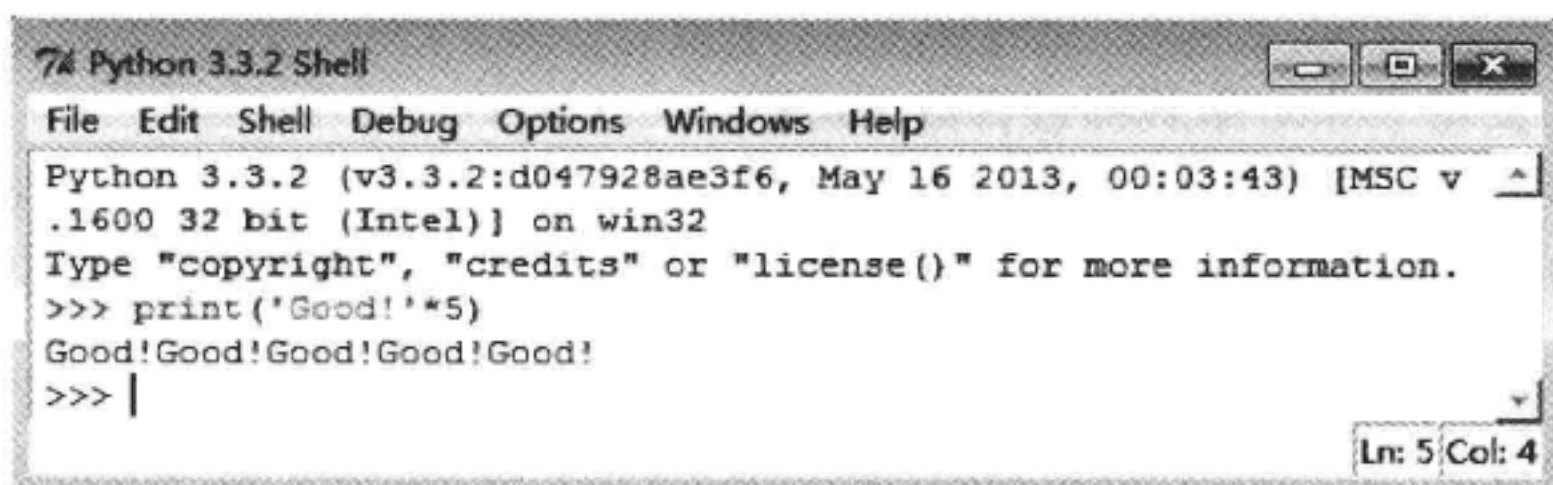 Python 3.3.2 Shell
File Edit Shell Debug Options Windows Help
Python 3.3.2 (v3.3.2:d047928ae3f6, May 16 2013, 00:03:43) [MSC v
.1600 32 bit (Intel)] on win32
Type "copyright", "credits" or "license()" for more information.
>>> print('Good!'*5)
Good!Good!Good!Good!Good!
>>>
Ln: 5 Col: 4